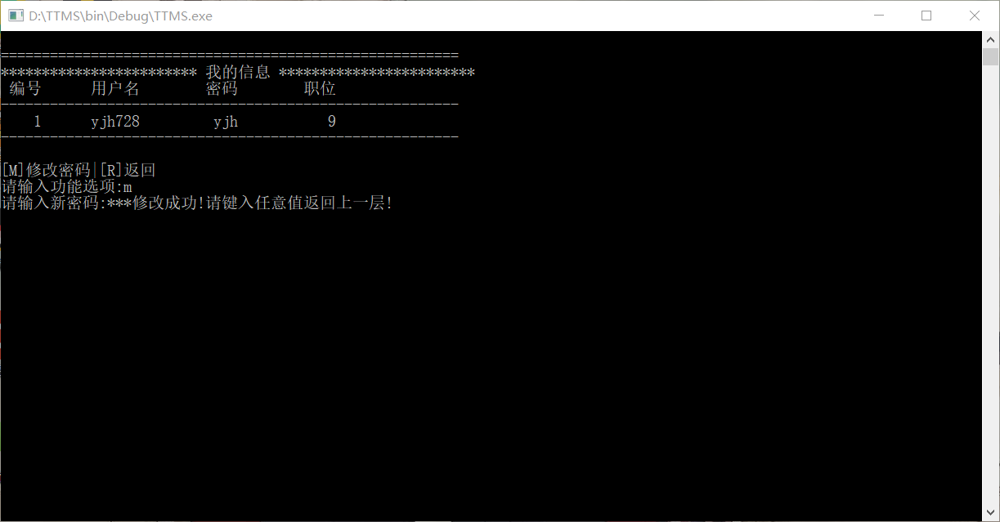 D:\TTMS\bin\Debug\TTMS.exe
========================================================
************************ 我的信息 ************************
 编号      用户名        密码        职位
--------------------------------------------------------
    1      yjh728         yjh           9
--------------------------------------------------------
[M]修改密码|[R]返回
请输入功能选项:m
请输入新密码:***修改成功!请键入任意值返回上一层!